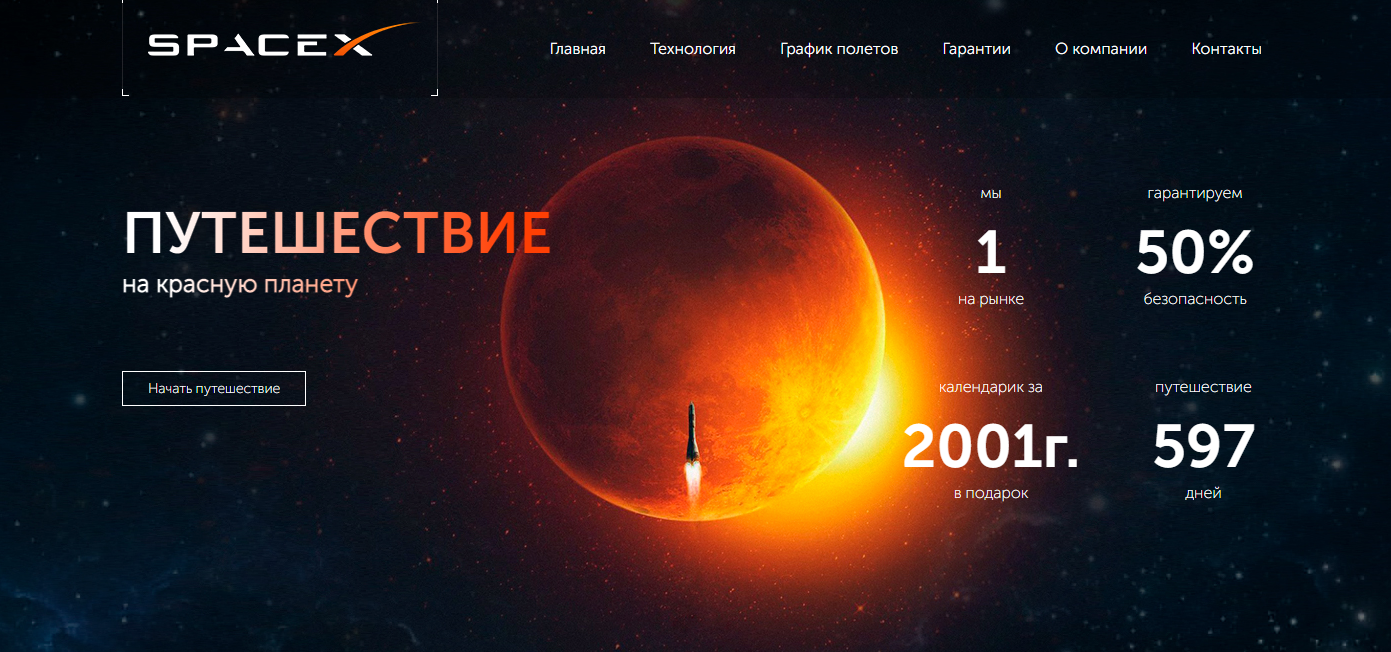 SPACEX
Главная Технология График полетов Гарантии О компании Контакты
ПУТЕШЕСТВИЕ
на красную планету
Начать путешествие
мы
1
на рынке
гарантируем
50%
безопасность
календарик за
2001г.
в подарок
путешествие
597
дней